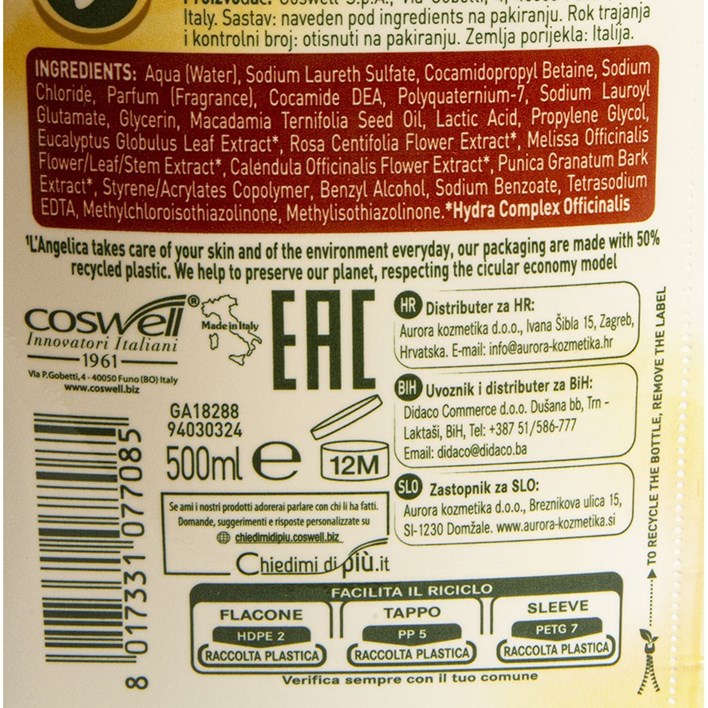 Italy. Sastav: naveden pod ingredients na pakiranju. Rok trajanja
i kontrolni broj: otisnuti na pakiranju. Zemlja porijekla: Italija.
INGREDIENTS: Aqua (Water), Sodium Laureth Sulfate, Cocamidopropyl Betaine, Sodium
Chloride, Parfum (Fragrance), Cocamide DEA, Polyquaternium-7, Sodium Lauroyl
Glutamate, Glycerin, Macadamia Ternifolia Seed Oil, Lactic Acid, Propylene Glycol,
Eucalyptus Globulus Leaf Extract*, Rosa Centifolia Flower Extract*, Melissa Officinalis
Flower/Leaf/Stem Extract*, Calendula Officinalis Flower Extract*, Punica Granatum Bark
Extract*, Styrene/Acrylates Copolymer, Benzyl Alcohol, Sodium Benzoate, Tetrasodium
EDTA, Methylchloroisothiazolinone, Methylisothiazolinone.*Hydra Complex Officinalis
¹L'Angelica takes care of your skin and of the environment everyday, our packaging are made with 50%
recycled plastic. We help to preserve our planet, respecting the cicular economy model
coswell®
Innovatori Italiani
1961
Via P.Gobetti,4 - 40050 Funo (BO) Italy
www.coswell.biz
Made in Italy
EAC
HR Distributer za HR:
Aurora kozmetika d.o.o., Ivana Šibla 15, Zagreb,
Hrvatska. E-mail: info@aurora-kozmetika.hr
BIH Uvoznik i distributer za BiH:
Didaco Commerce d.o.o. Dušana bb, Trn -
Laktaši, BiH, Tel: +387 51/586-777
Email: didaco@didaco.ba
SLO Zastopnik za SLO:
Aurora kozmetika d.o.o., Breznikova ulica 15,
SI-1230 Domžale. www.aurora-kozmetika.si
GA18288
94030324
500ml e
12M
Se ami i nostri prodotti adorerai parlare con chi li ha fatti.
Domande, suggerimenti e risposte personalizzate su
chiedimidipiu.coswell.biz
Chiedimi di più.it
8 017331 077085
FACILITA IL RICICLO
FLACONE
HDPE 2
RACCOLTA PLASTICA
TAPPO
PP 5
RACCOLTA PLASTICA
SLEEVE
PETG 7
RACCOLTA PLASTICA
Verifica sempre con il tuo comune
TO RECYCLE THE BOTTLE, REMOVE THE LABEL